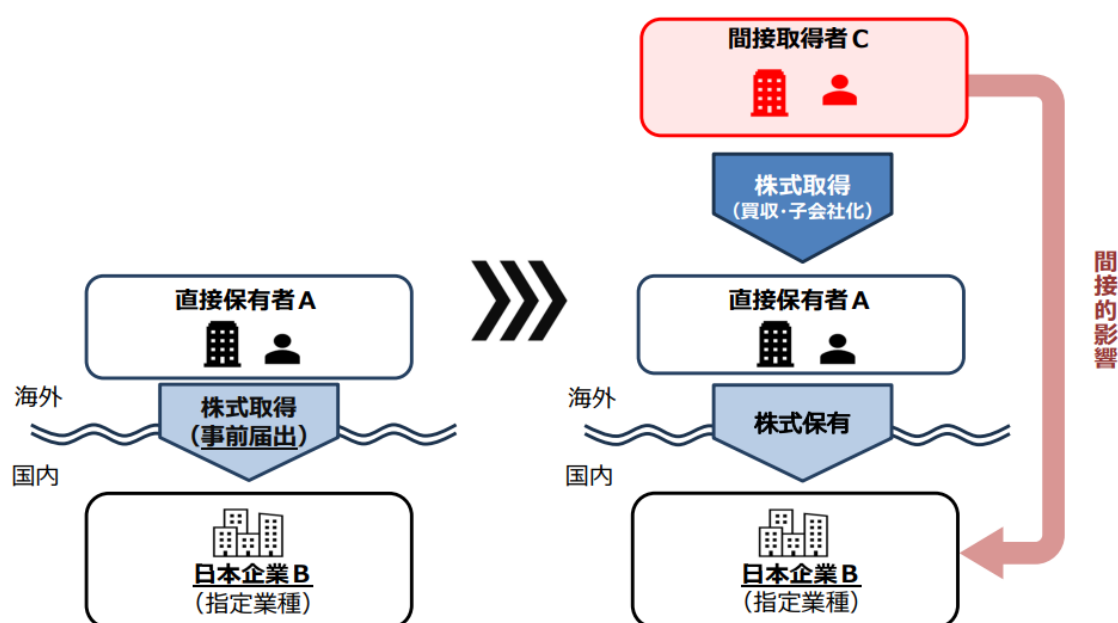 直接保有者A
海外
株式取得
(事前届出)
国内
日本企業B
(指定業種)
間接取得者C
株式取得
(買収･子会社化)
直接保有者A
海外
株式保有
国内
日本企業B
(指定業種)
間接的影響